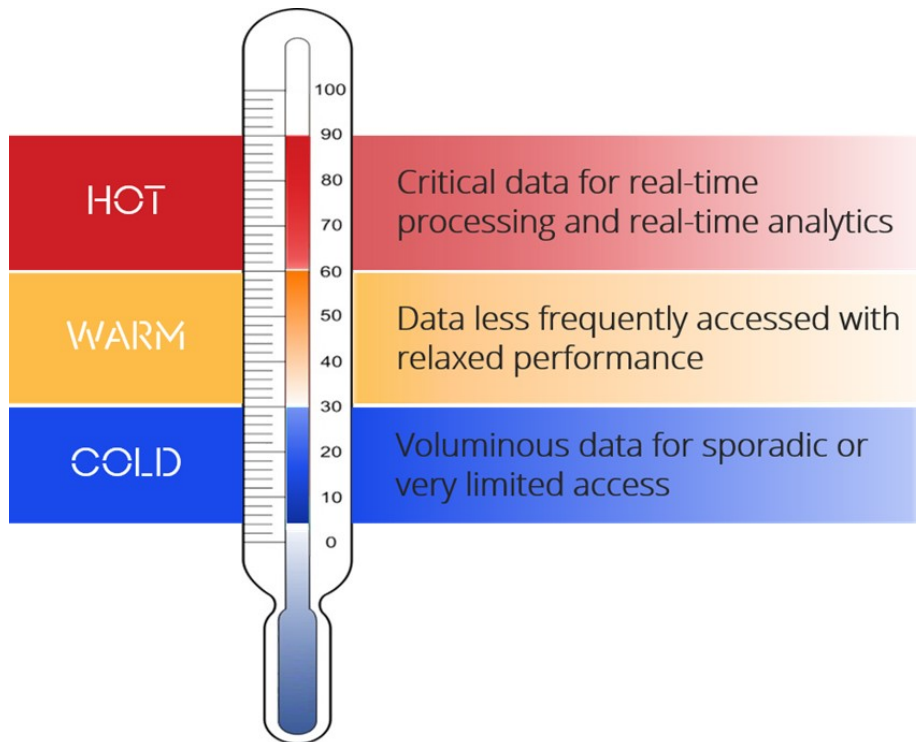 100
90
HOT
80
Critical data for real-time
70
processing and real-time analytics
60
50
WARM
Data less frequently accessed with
40
relaxed performance
30
COLD
20
Voluminous data for sporadic or
10
very limited access
0